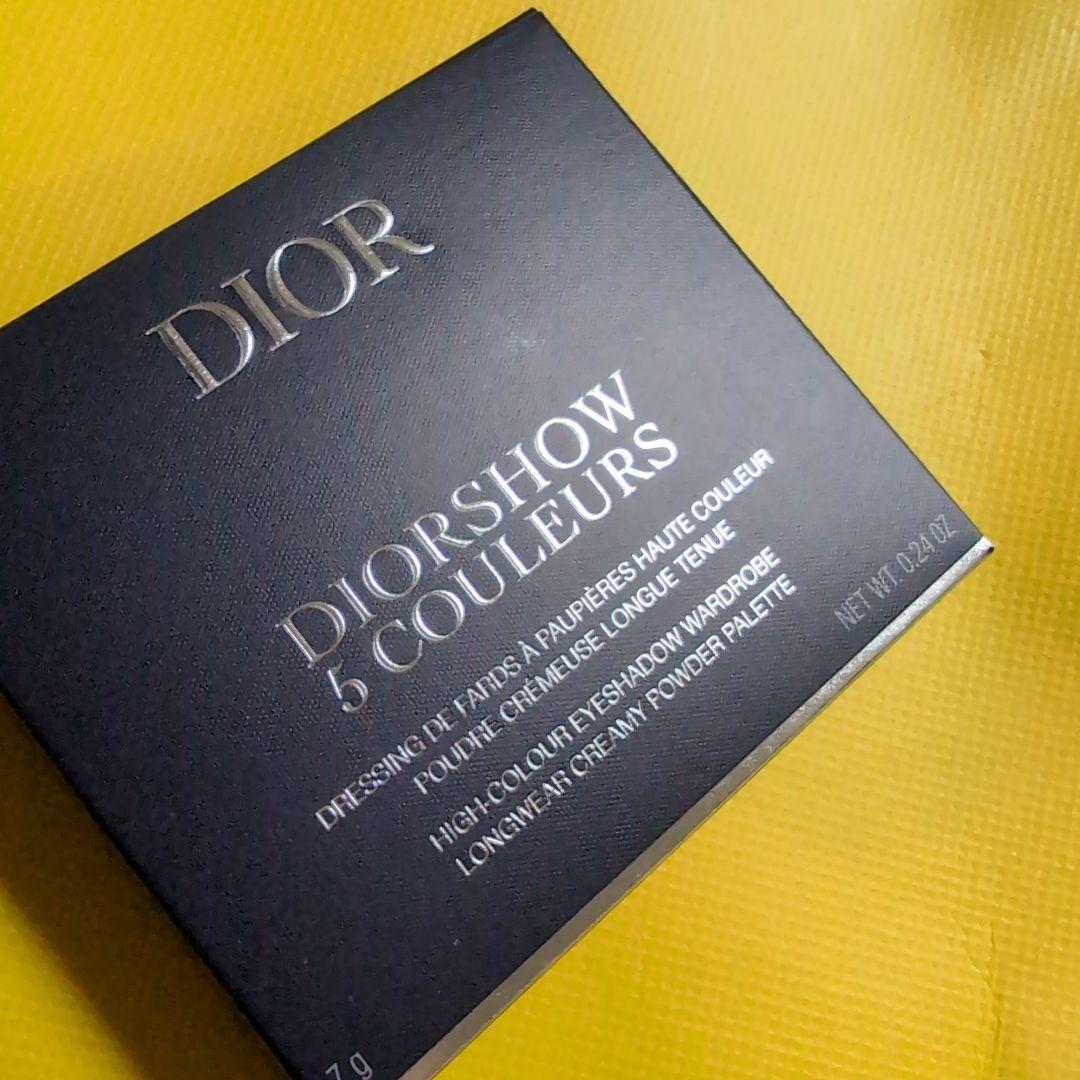 DIOR
DIORSHOW
5 COULEURS
DRESSING DE FARDS À PAUPIÈRES HAUTE COULEUR
POUDRE CRÉMEUSE LONGUE TENUE
HIGH-COLOUR EYESHADOW WARDROBE
LONGWEAR CREAMY POWDER PALETTE
NET WT. 0.24 OZ
7 g